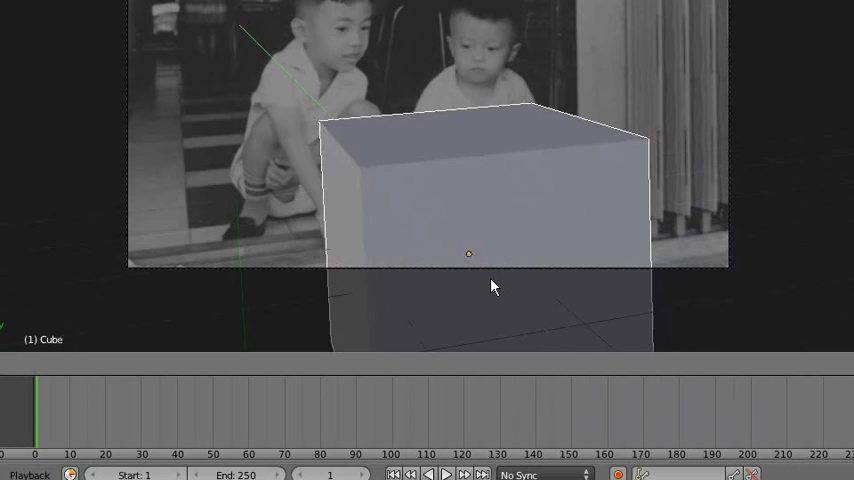 y
(1) Cube
0 10 20 30 40 50 60 70 80 90 100 110 120 130 140 150 160 170 180 190 200 210 220
Playback Start: 1 End: 250 1 No Sync